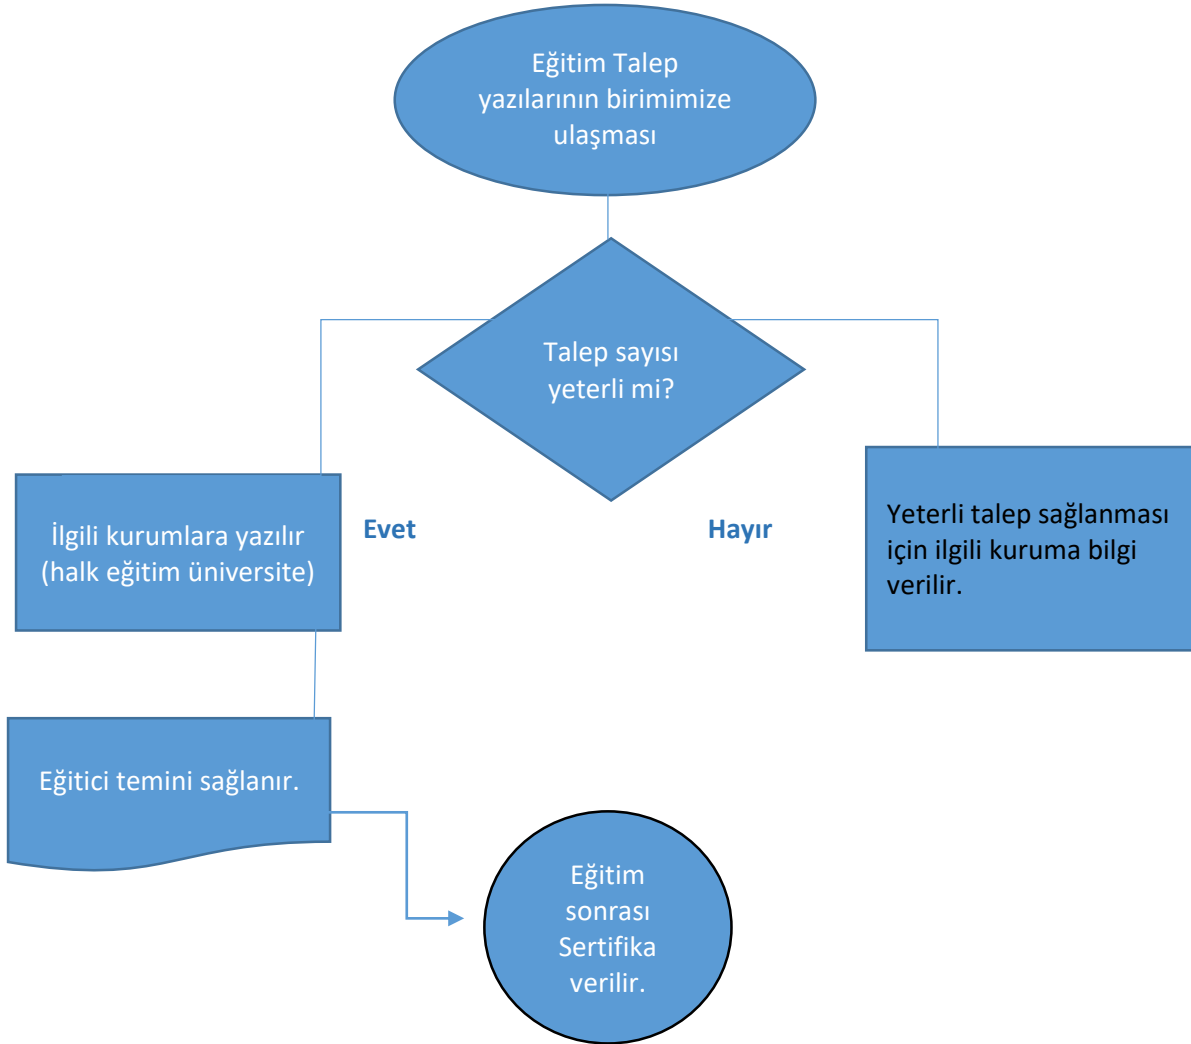 Eğitim Talep
yazılarının birimimize
ulaşması
Talep sayısı
yeterli mi?
İlgili kurumlara yazılır
(halk eğitim üniversite)
Evet
Hayır
Yeterli talep sağlanması
için ilgili kuruma bilgi
verilir.
Eğitici temini sağlanır.
Eğitim
sonrası
Sertifika
verilir.